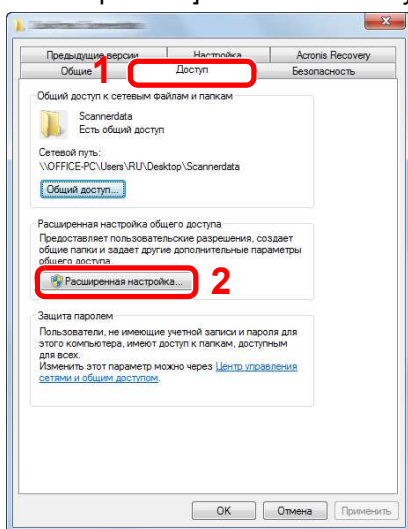 Предыдущие версии Настройка Acronis Recovery
Общие 1 Доступ Безопасность
Общий доступ к сетевым файлам и папкам
Scannerdata
Есть общий доступ
Сетевой путь:
\\OFFICE-PC\Users\RU\Desktop\Scannerdata
Общий доступ...
Расширенная настройка общего доступа
Предоставляет пользовательские разрешения, создает
общие папки и задает другие дополнительные параметры
общего доступа.
Расширенная настройка... 2
Защита паролем
Пользователи, не имеющие учетной записи и пароля для
этого компьютера, имеют доступ к папкам, доступным
для всех.
Изменить этот параметр можно через Центр управления
сетями и общим доступом.
OK Отмена Применить